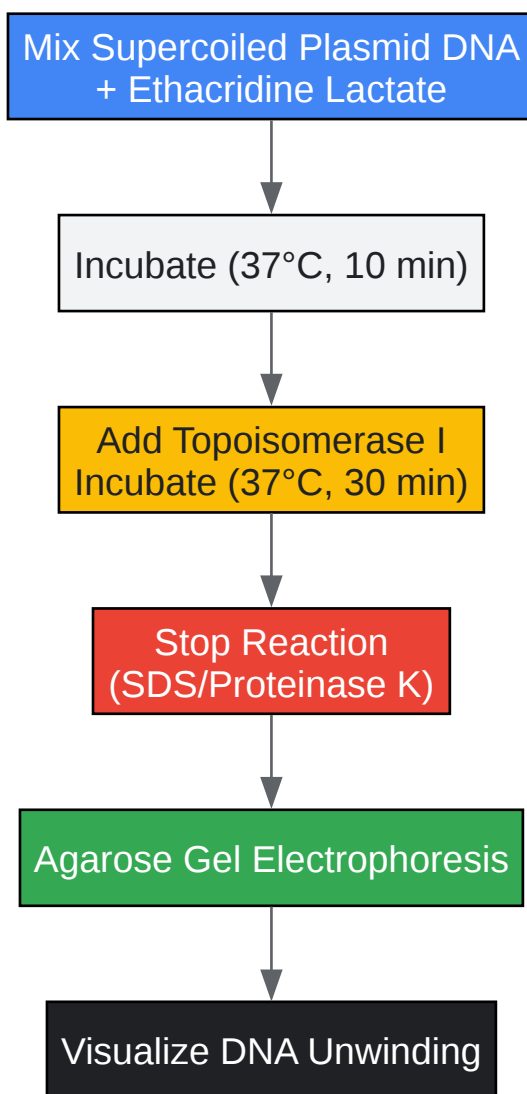 Mix Supercoiled Plasmid DNA
+ Ethacridine Lactate
Incubate (37°C, 10 min)
Add Topoisomerase I
Incubate (37°C, 30 min)
Stop Reaction
(SDS/Proteinase K)
Agarose Gel Electrophoresis
Visualize DNA Unwinding